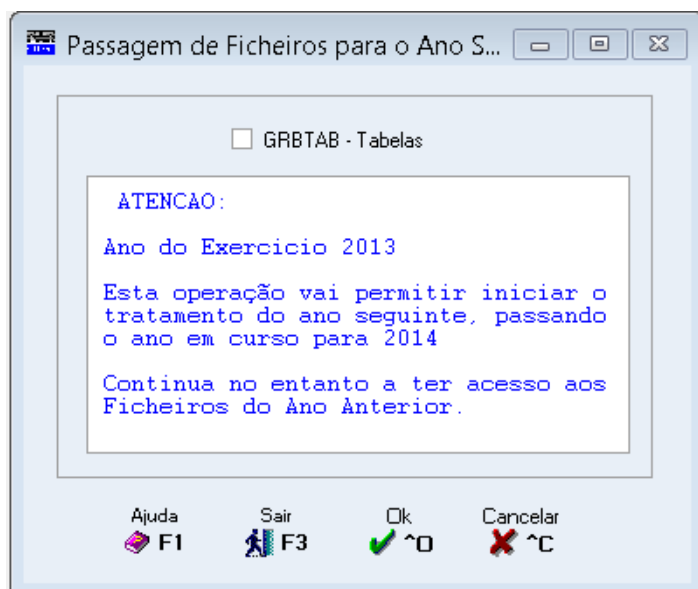 Passagem de Ficheiros para o Ano S...
GRBTAB - Tabelas
ATENCAO:
Ano do Exercicio 2013
Esta operação vai permitir iniciar o
tratamento do ano seguinte, passando
o ano em curso para 2014
Continua no entanto a ter acesso aos
Ficheiros do Ano Anterior.
Ajuda Sair Ok Cancelar
F1 F3 ^O ^C